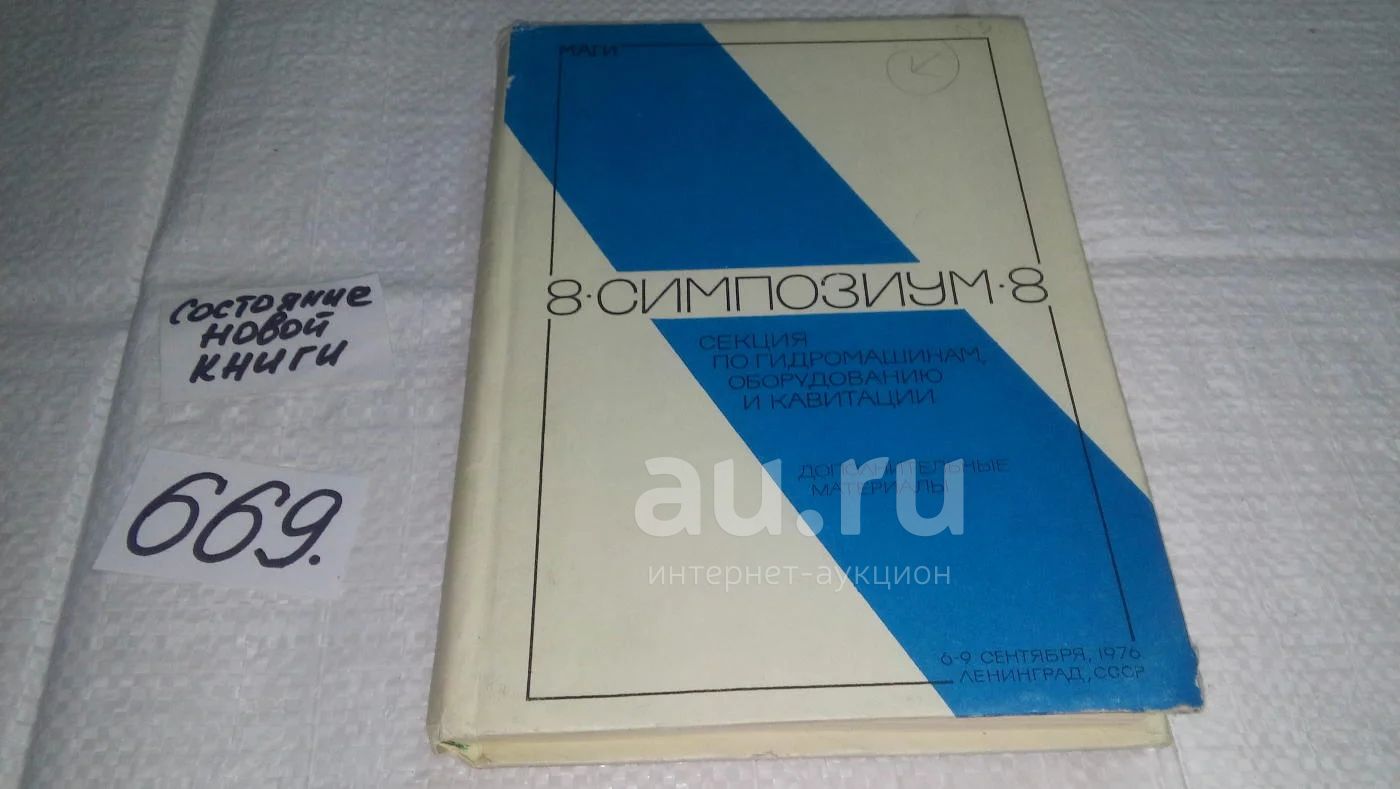 МАГИ
8·СИМПОЗИУМ·8
СЕКЦИЯ
ПО ГИДРОМАШИНАМ,
ОБОРУДОВАНИЮ
И КАВИТАЦИИ
ДОПОЛНИТЕЛЬНЫЕ
МАТЕРИАЛЫ
6-9 СЕНТЯБРЯ, 1976
ЛЕНИНГРАД, СССР
состояние
новой
книги
669.
au.ru
интернет-аукцион